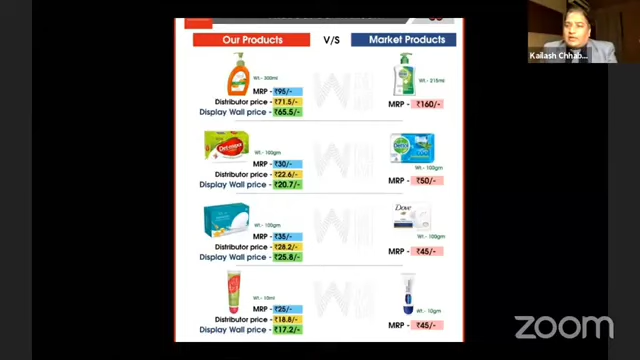 Our Products V/S Market Products
Wt.- 300ml
MRP - ₹95/-
Distributor price - ₹71.5/-
Display Wall price - ₹65.5/-
Wt.- 215ml
MRP - ₹160/-
Wt.- 100gm
MRP - ₹30/-
Distributor price - ₹22.6/-
Display Wall price - ₹20.7/-
Dettol
Wt.- 100gm
MRP - ₹50/-
Wt.- 100gm
MRP - ₹35/-
Distributor price - ₹28.2/-
Display Wall price - ₹25.8/-
Dove
Wt.- 100gm
MRP - ₹45/-
Wt.- 10ml
MRP - ₹25/-
Distributor price - ₹18.8/-
Display Wall price - ₹17.2/-
Wt.- 10gm
MRP - ₹45/-
Kailash Chhab...
zoom